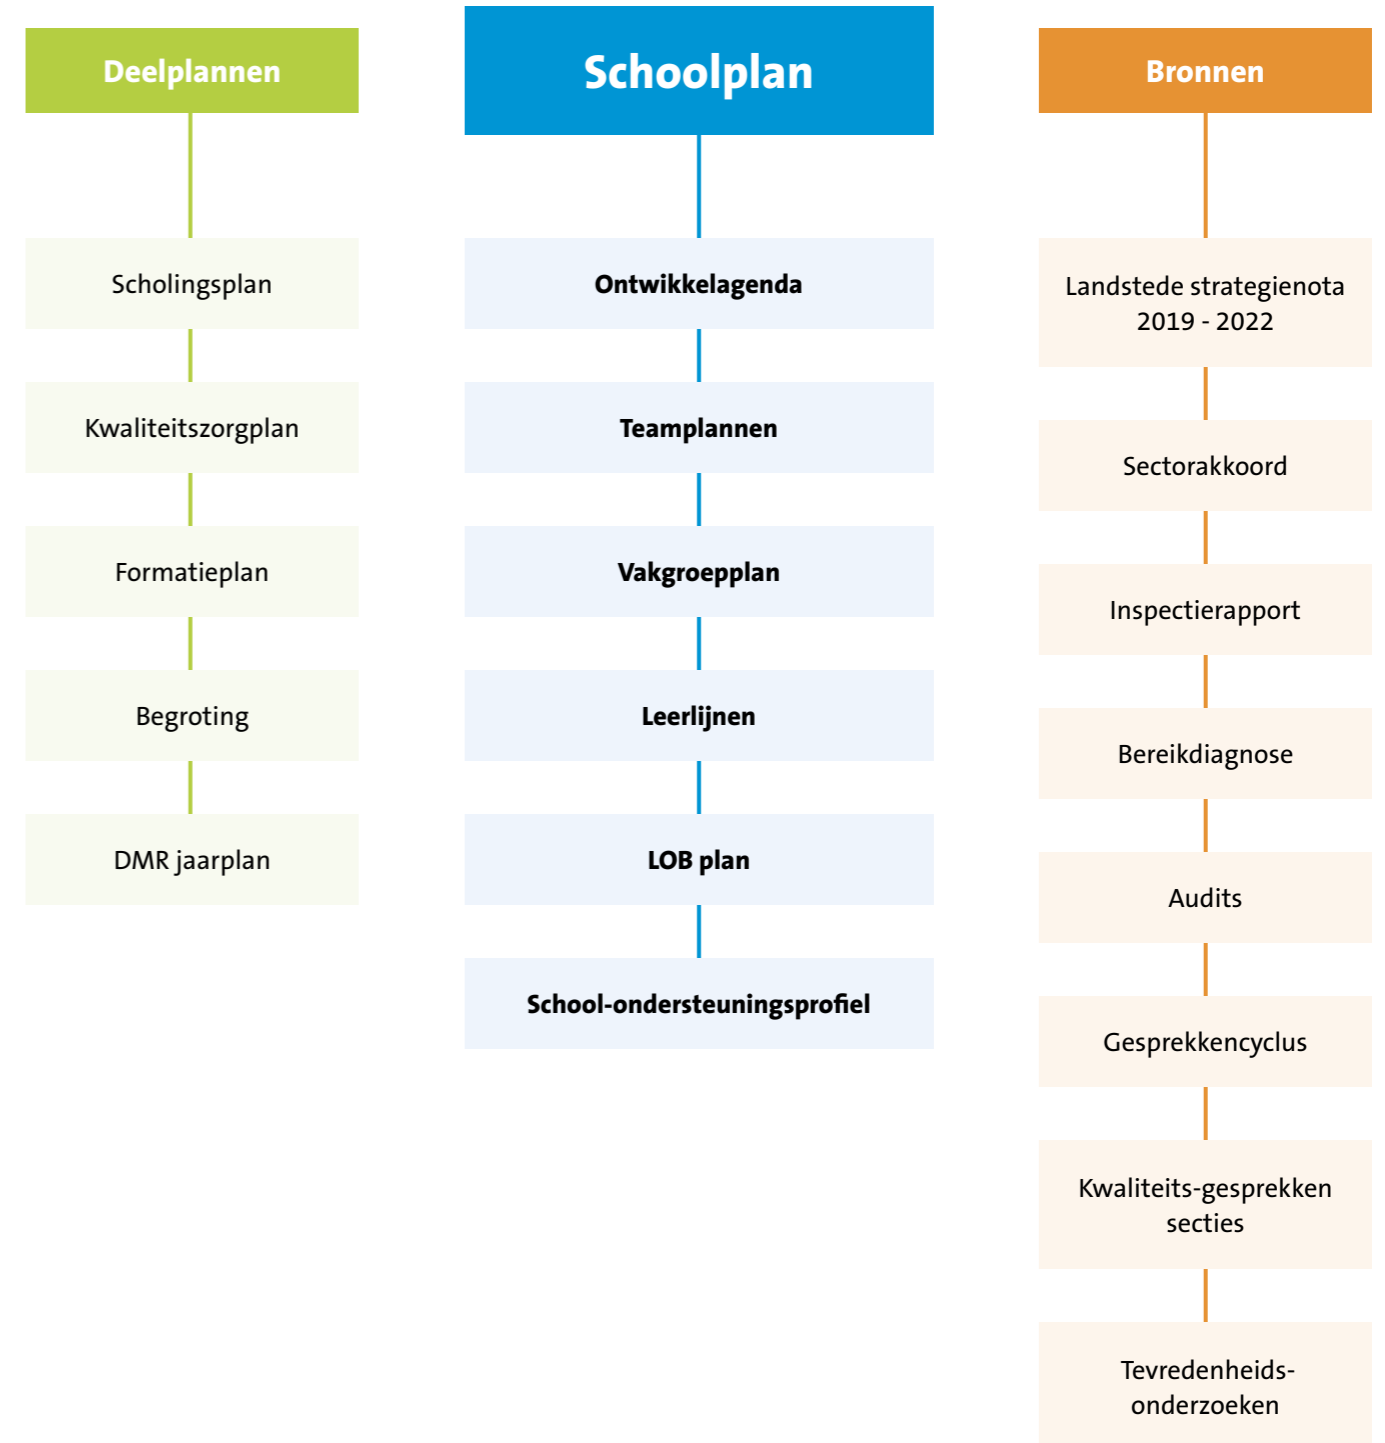 Deelplannen
Scholingsplan
Kwaliteitszorgplan
Formatieplan
Begroting
DMR jaarplan
Schoolplan
Ontwikkelagenda
Teamplannen
Vakgroepplan
Leerlijnen
LOB plan
School-ondersteuningsprofiel
Bronnen
Landstede strategienota
2019 - 2022
Sectorakkoord
Inspectierapport
Bereikdiagnose
Audits
Gesprekkencyclus
Kwaliteits-gesprekken
secties
Tevredenheids-
onderzoeken